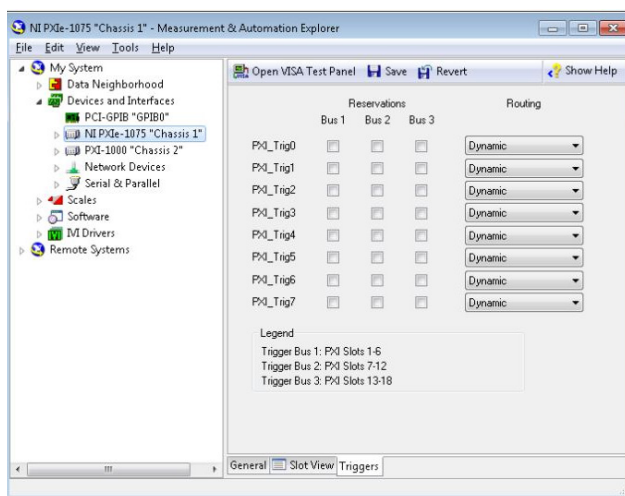 NI PXIe-1075 "Chassis 1" - Measurement & Automation Explorer
File Edit View Tools Help
My System
Data Neighborhood
Devices and Interfaces
PCI-GPIB "GPIB0"
NI PXIe-1075 "Chassis 1"
PXI-1000 "Chassis 2"
Network Devices
Serial & Parallel
Scales
Software
IVI Drivers
Remote Systems
Open VISA Test Panel Save Revert Show Help
Reservations Routing
Bus 1 Bus 2 Bus 3
PXI_Trig0 Dynamic
PXI_Trig1 Dynamic
PXI_Trig2 Dynamic
PXI_Trig3 Dynamic
PXI_Trig4 Dynamic
PXI_Trig5 Dynamic
PXI_Trig6 Dynamic
PXI_Trig7 Dynamic
Legend
Trigger Bus 1: PXI Slots 1-6
Trigger Bus 2: PXI Slots 7-12
Trigger Bus 3: PXI Slots 13-18
General Slot View Triggers